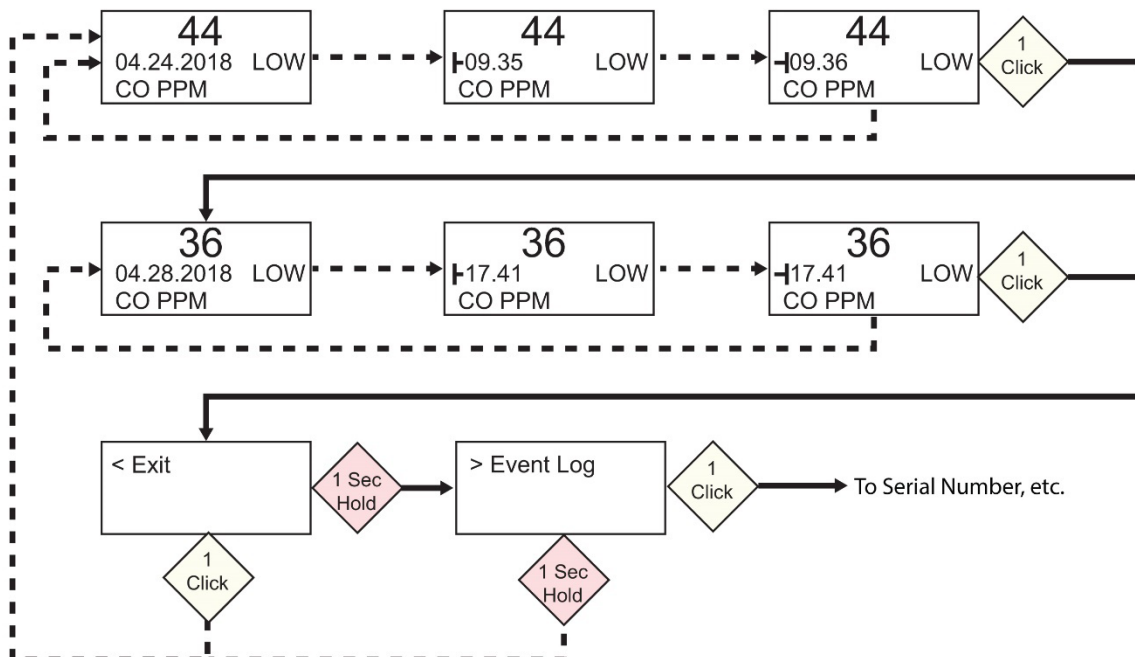 44
04.24.2018 LOW
CO PPM
44
09.35 LOW
CO PPM
44
09.36 LOW
CO PPM
1
Click
36
04.28.2018 LOW
CO PPM
36
17.41 LOW
CO PPM
36
17.41 LOW
CO PPM
1
Click
< Exit
1 Sec
Hold
> Event Log
1
Click
To Serial Number, etc.
1
Click
1 Sec
Hold